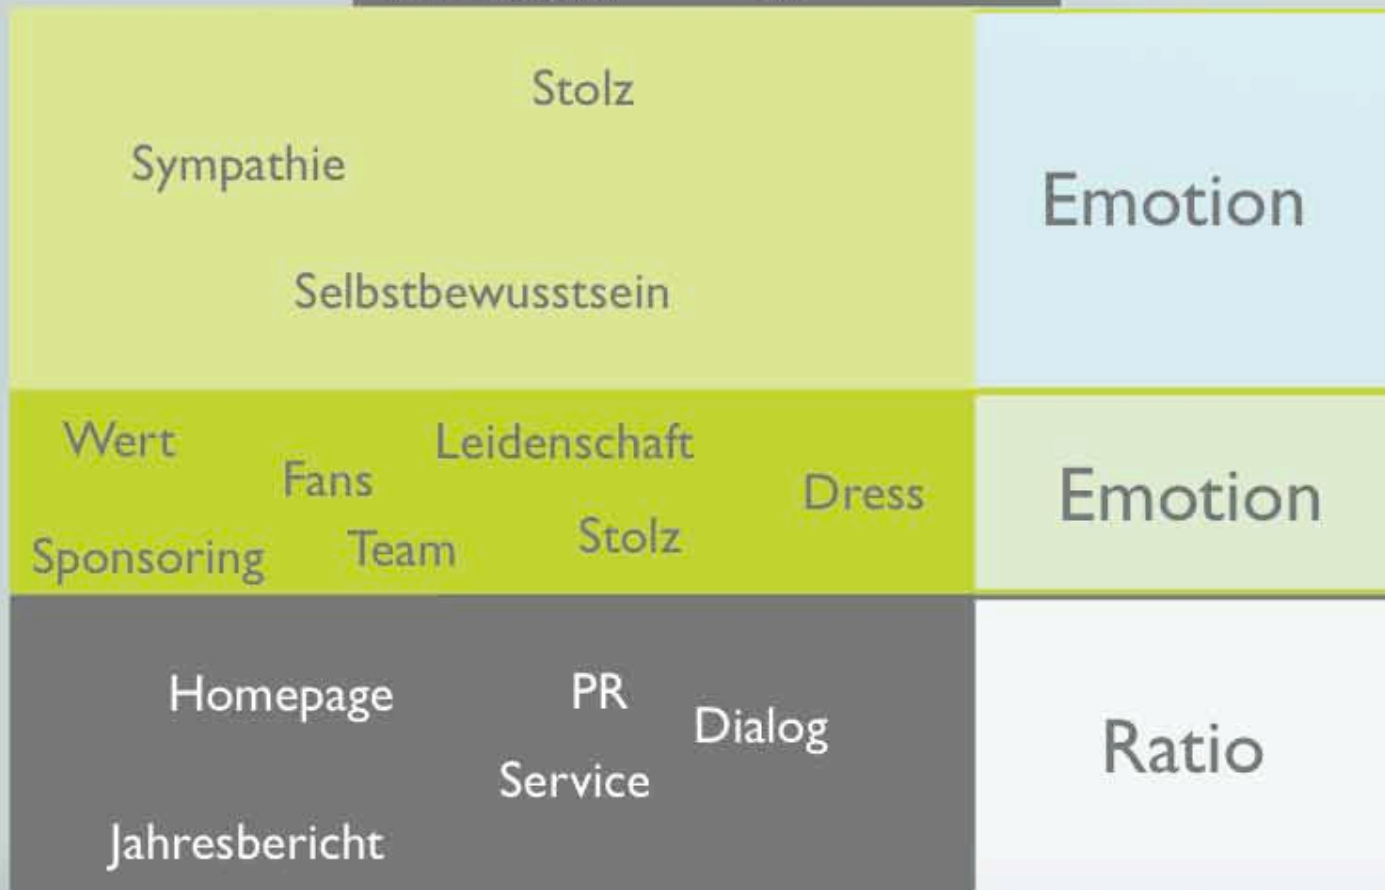 Stolz
Sympathie
Emotion
Selbstbewusstsein
Wert
Leidenschaft
Fans
Dress
Emotion
Sponsoring
Team
Stolz
Homepage
PR
Dialog
Ratio
Service
Jahresbericht